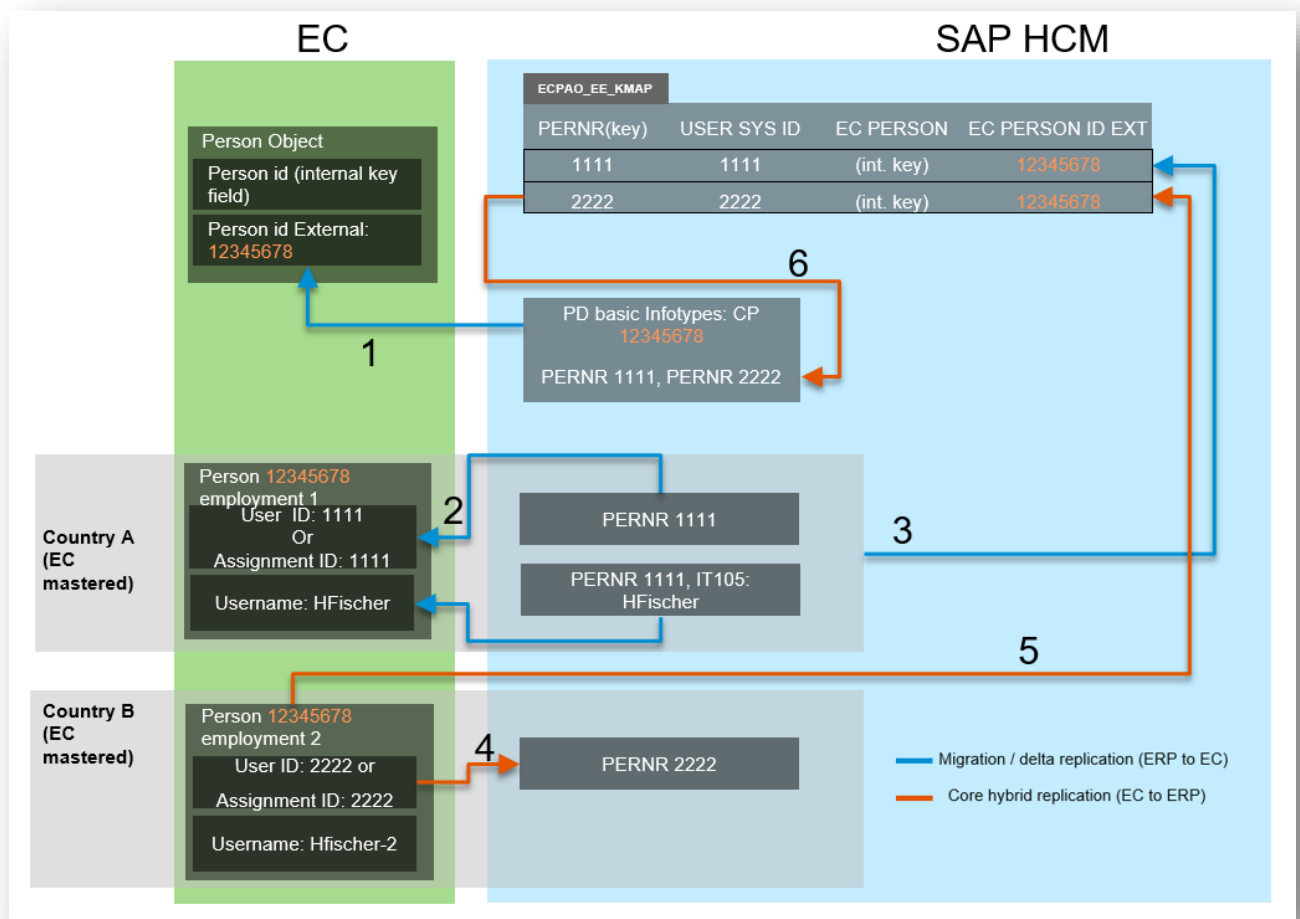 EC
SAP HCM
ECPAO_EE_KMAP
PERNR(key) USER SYS ID EC PERSON EC PERSON ID EXT
1111 1111 (int. key) 12345678
2222 2222 (int. key) 12345678
Person Object
Person id (internal key
field)
Person id External:
12345678
6
PD basic Infotypes: CP
12345678
PERNR 1111, PERNR 2222
1
Country A
(EC
mastered)
Person 12345678
employment 1
User ID: 1111
Or
Assignment ID: 1111
Username: HFischer
2
PERNR 1111
PERNR 1111, IT105:
HFischer
3
5
Country B
(EC
mastered)
Person 12345678
employment 2
User ID: 2222 or
Assignment ID: 2222
Username: Hfischer-2
4
PERNR 2222
Migration / delta replication (ERP to EC)
Core hybrid replication (EC to ERP)